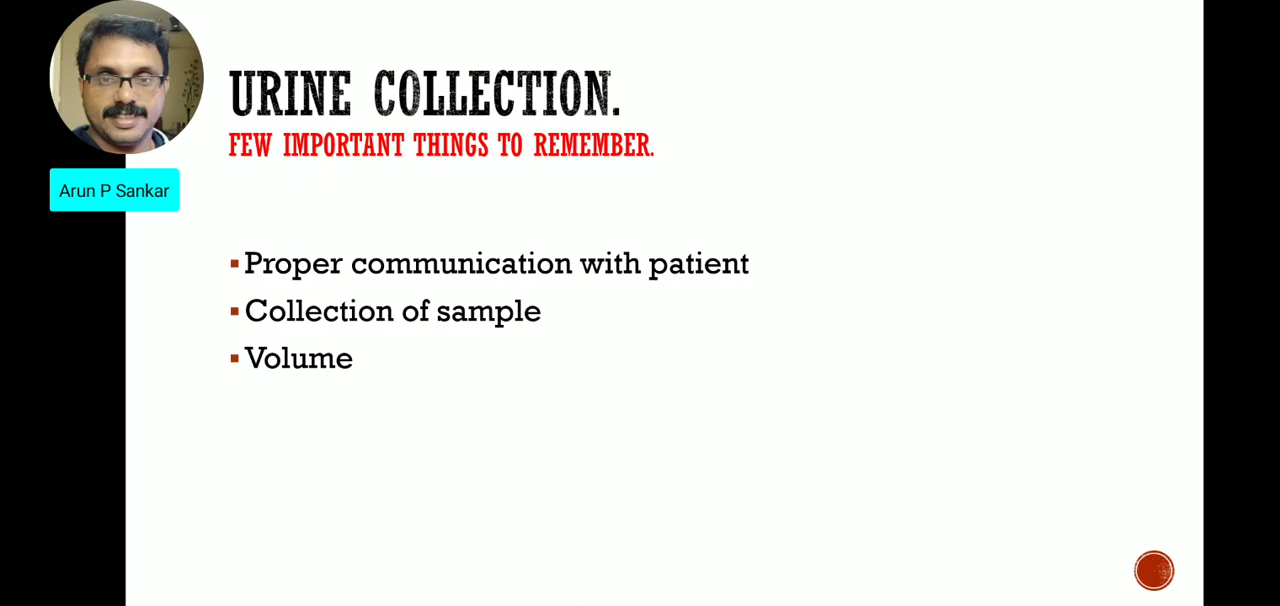 URINE COLLECTION.
FEW IMPORTANT THINGS TO REMEMBER.
Arun P Sankar
Proper communication with patient
Collection of sample
Volume